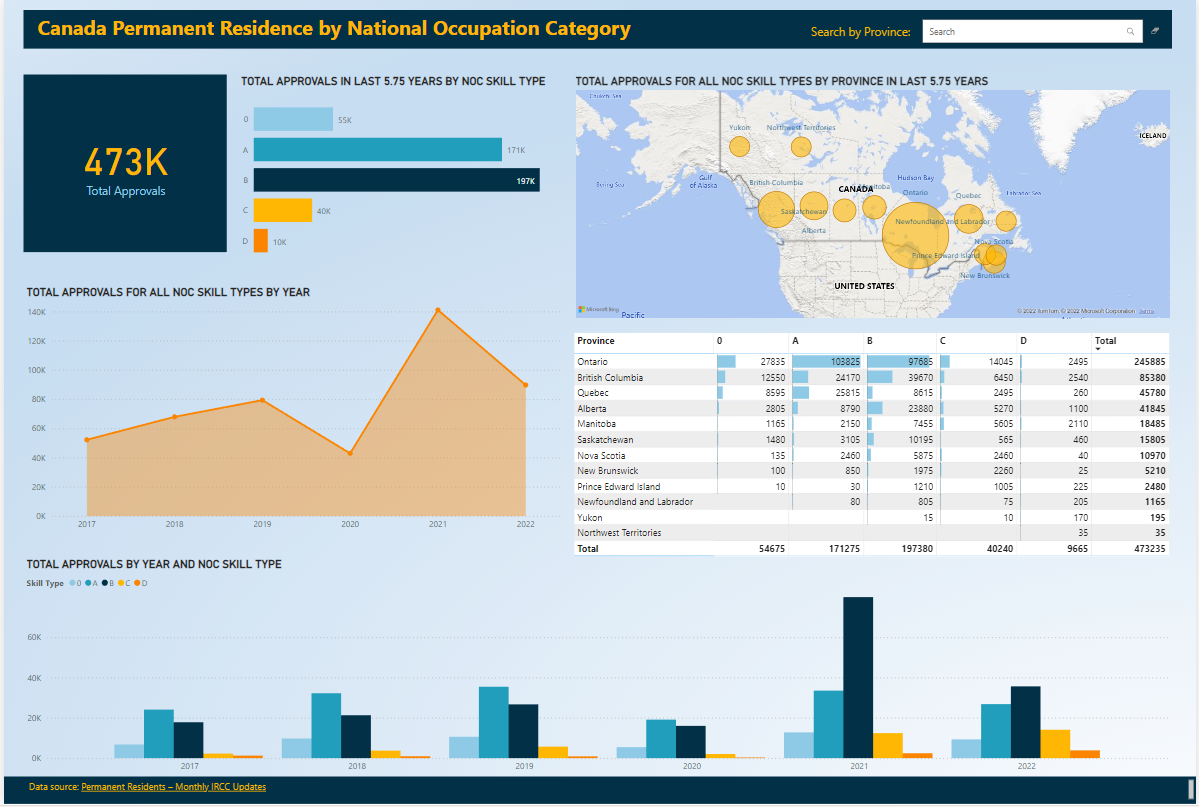 Canada Permanent Residence by National Occupation Category
Search by Province:
Search
473K
Total Approvals
TOTAL APPROVALS IN LAST 5.75 YEARS BY NOC SKILL TYPE
0 55K
A 171K
B 197K
C 40K
D 10K
TOTAL APPROVALS FOR ALL NOC SKILL TYPES BY PROVINCE IN LAST 5.75 YEARS
Chukchi Sea
ICELAND
Yukon
Northwest Territories
Bering Sea
Gulf
of Alaska
British Columbia
CANADA
Hudson Bay
Ontario
Quebec
Labrador Sea
Saskatchewan
Newfoundland and Labrador
Alberta
Nova Scotia
Prince Edward Island
New Brunswick
UNITED STATES
Microsoft Bing
Pacific
© 2022 TomTom, © 2022 Microsoft Corporation
TOTAL APPROVALS FOR ALL NOC SKILL TYPES BY YEAR
140K
120K
100K
80K
60K
40K
20K
0K
2017 2018 2019 2020 2021 2022
Province 0 A B C D Total
Ontario 27835 103825 97685 14045 2495 245885
British Columbia 12550 24170 39670 6450 2540 85380
Quebec 8595 25815 8615 2495 260 45780
Alberta 2805 8790 23880 5270 1100 41845
Manitoba 1165 2150 7455 5605 2110 18485
Saskatchewan 1480 3105 10195 565 460 15805
Nova Scotia 135 2460 5875 2460 40 10970
New Brunswick 100 850 1975 2260 25 5210
Prince Edward Island 10 30 1210 1005 225 2480
Newfoundland and Labrador 80 805 75 205 1165
Yukon 15 10 170 195
Northwest Territories 35 35
Total 54675 171275 197380 40240 9665 473235
TOTAL APPROVALS BY YEAR AND NOC SKILL TYPE
Skill Type 0 A B C D
60K
40K
20K
0K
2017 2018 2019 2020 2021 2022
Data source: Permanent Residents – Monthly IRCC Updates